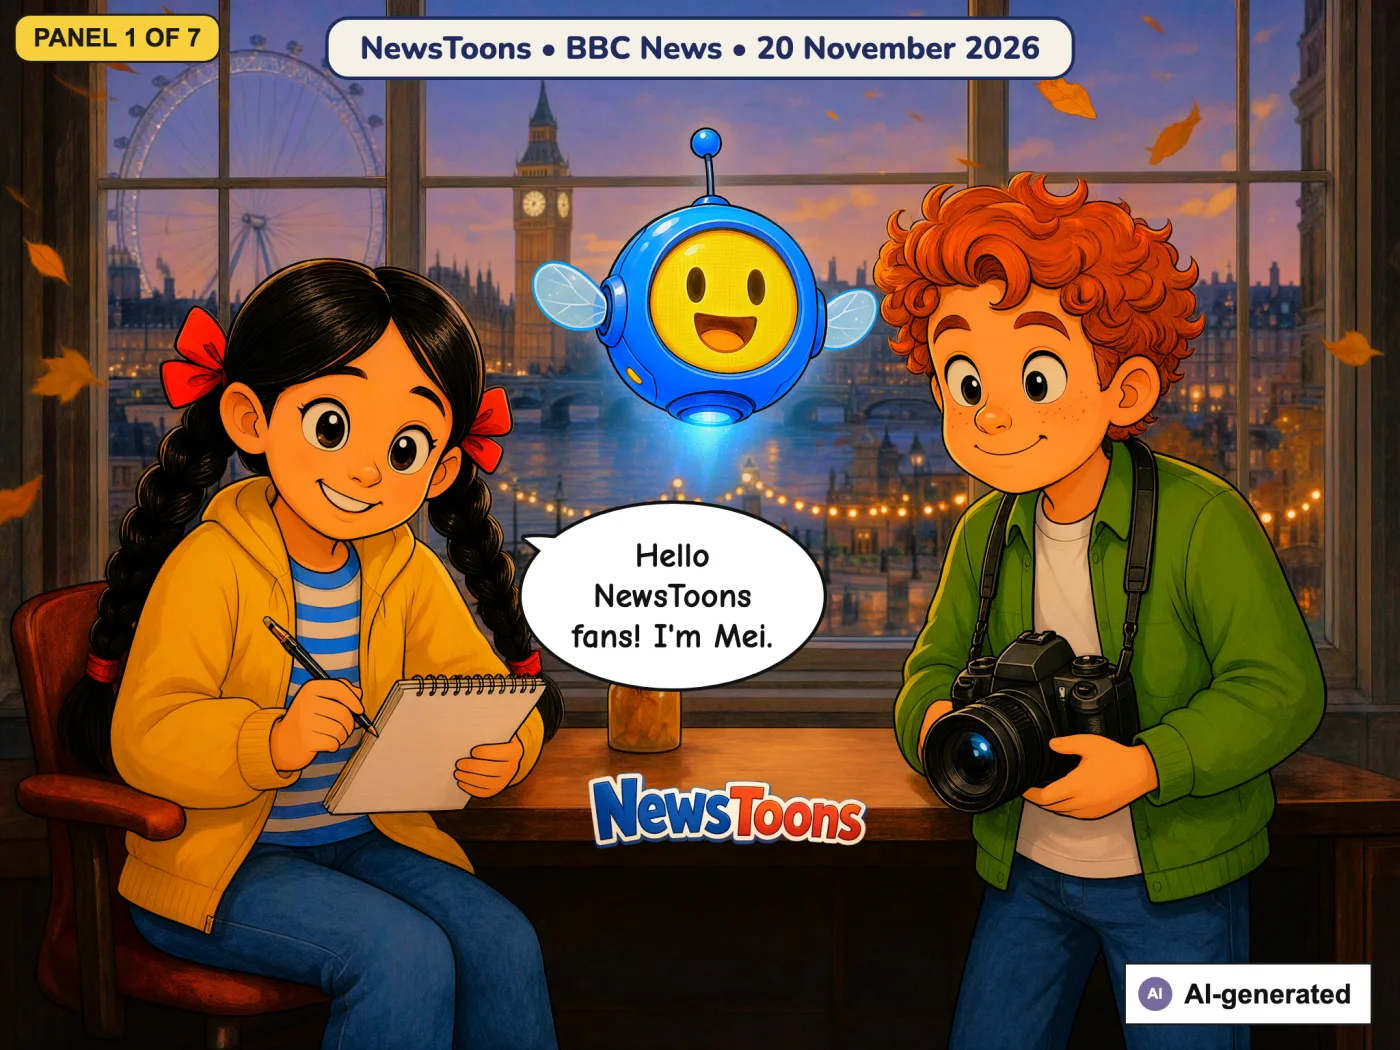 PANEL 1 OF 7
NewsToons • BBC News • 20 November 2026
Hello
NewsToons
fans! I'm Mei.
NewsToons
AI AI-generated